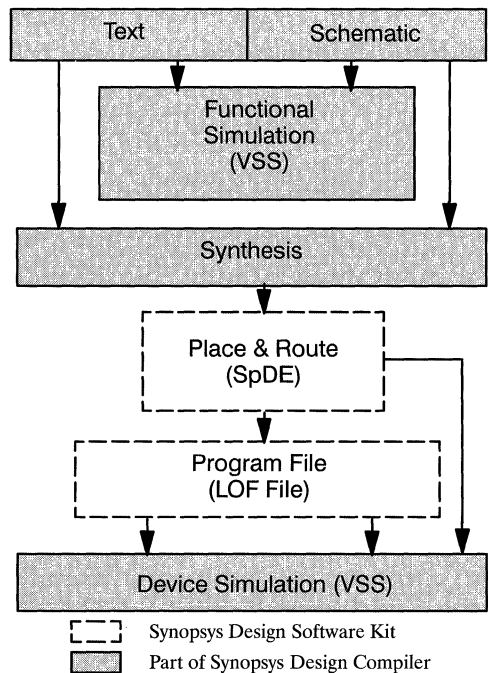 Text
Schematic
Functional
Simulation
(VSS)
Synthesis
Place & Route
(SpDE)
Program File
(LOF File)
Device Simulation (VSS)
Synopsys Design Software Kit
Part of Synopsys Design Compiler